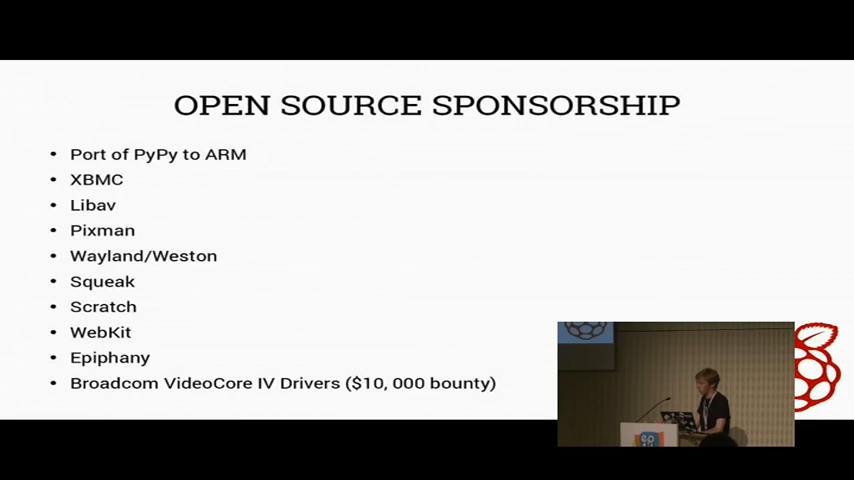 OPEN SOURCE SPONSORSHIP
• Port of PyPy to ARM
• XBMC
• Libav
• Pixman
• Wayland/Weston
• Squeak
• Scratch
• WebKit
• Epiphany
• Broadcom VideoCore IV Drivers ($10, 000 bounty)